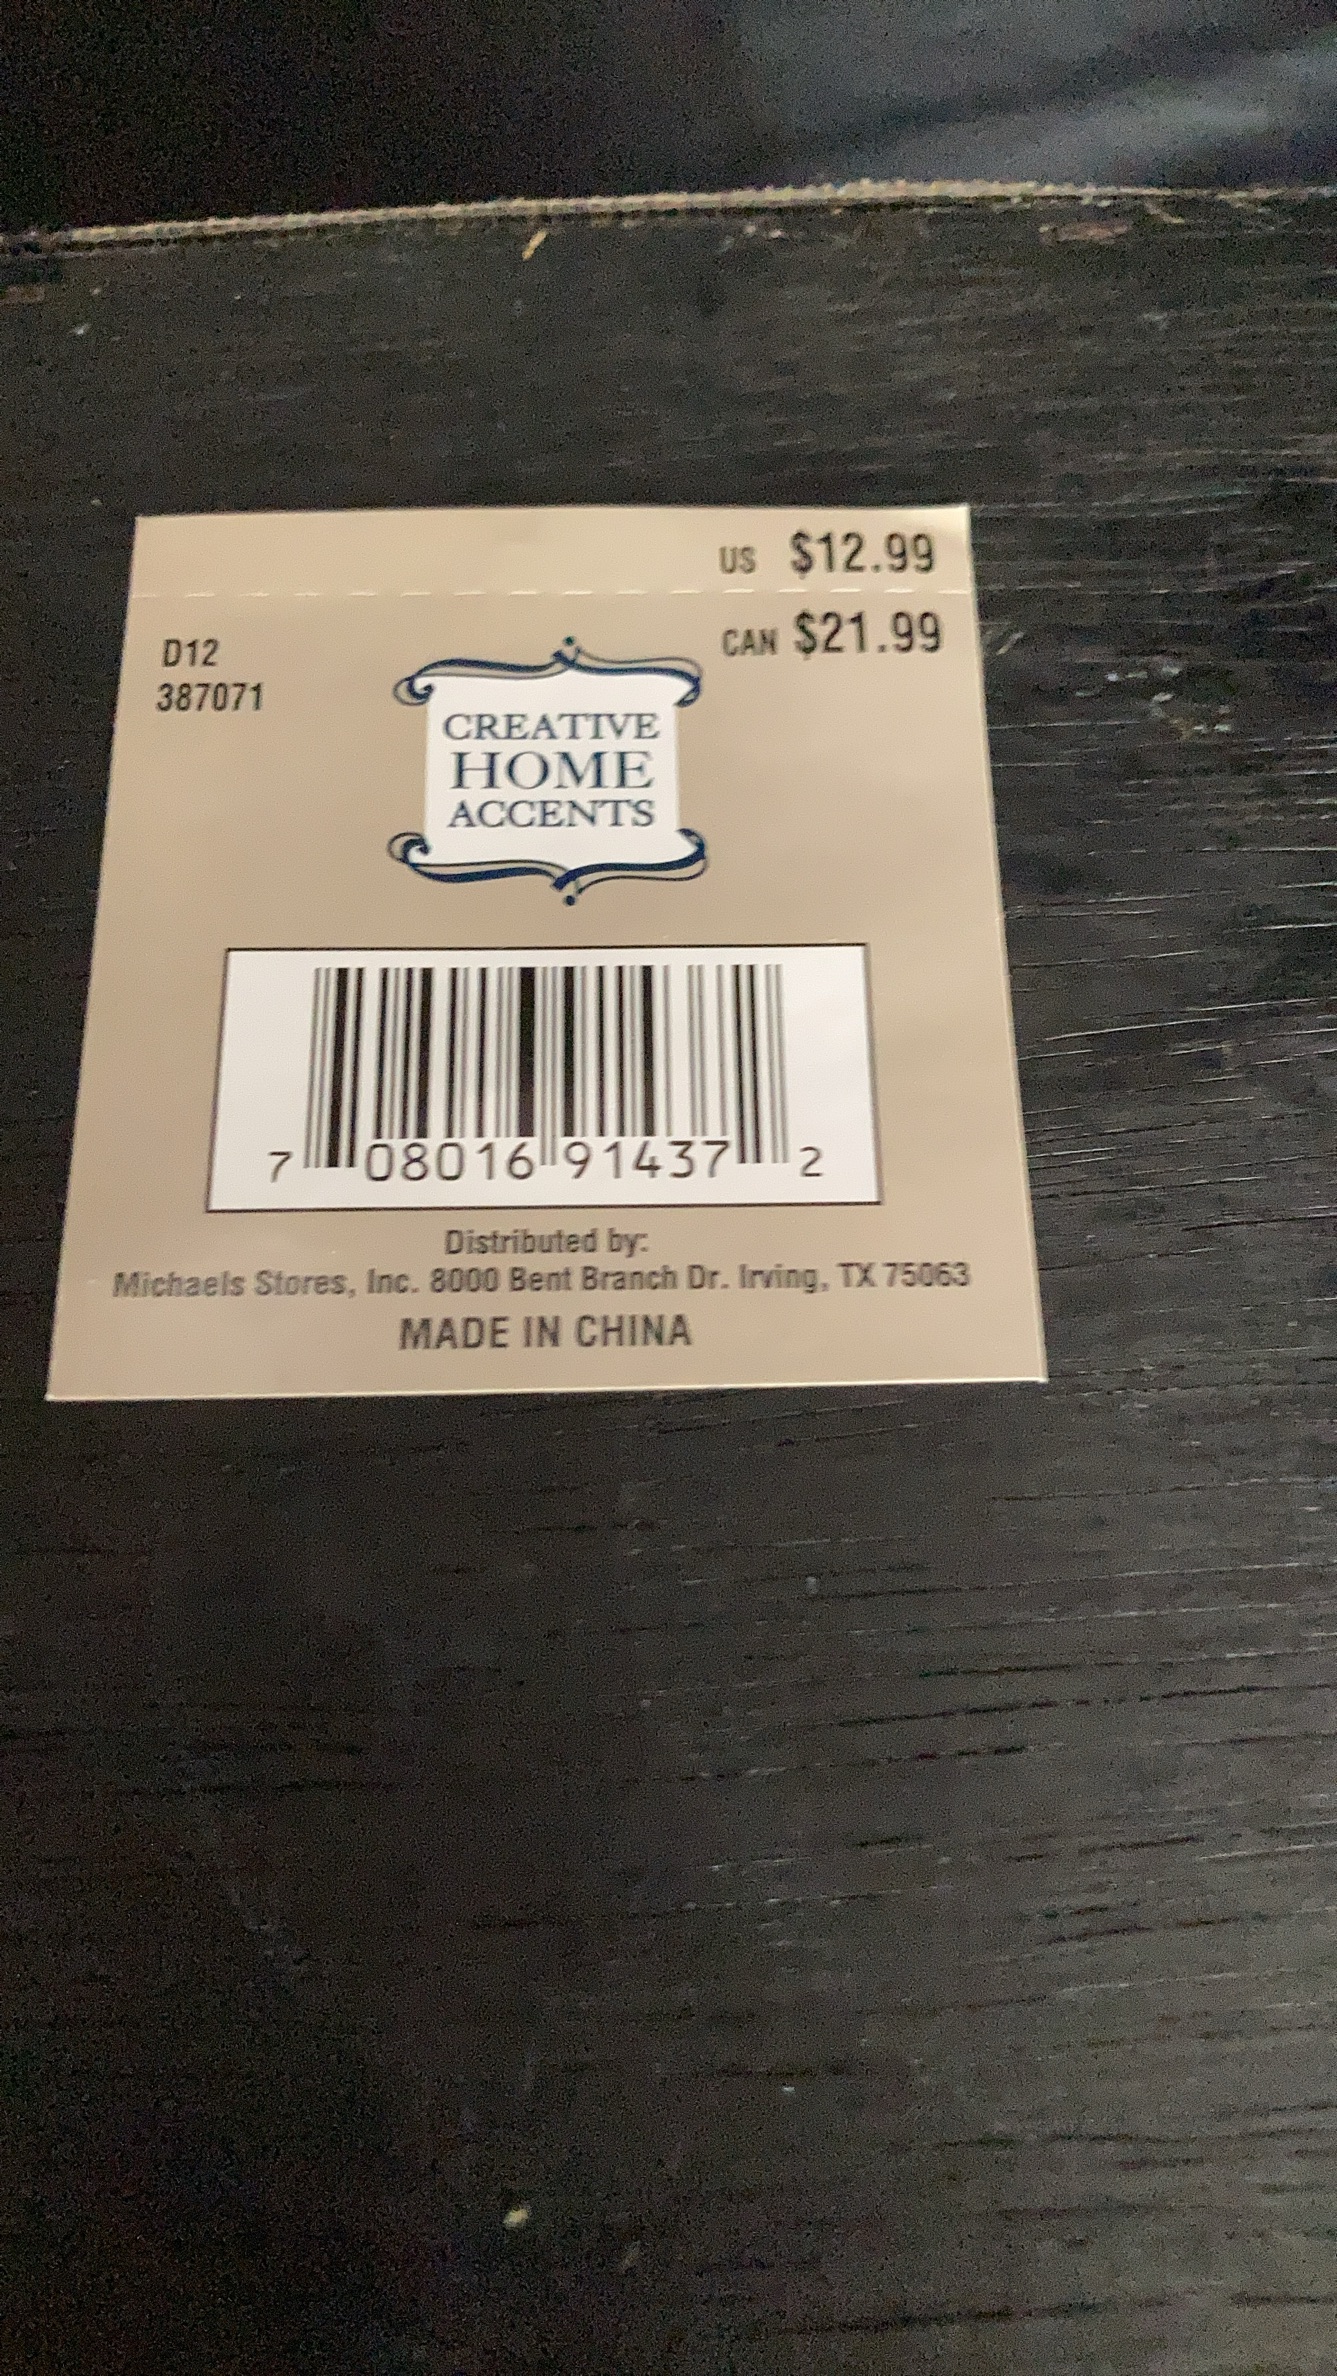 US $12.99
CAN $21.99
D12
387071
CREATIVE
HOME
ACCENTS
7 08016 91437 2
Distributed by:
Michaels Stores, Inc. 8000 Bent Branch Dr. Irving, TX 75063
MADE IN CHINA